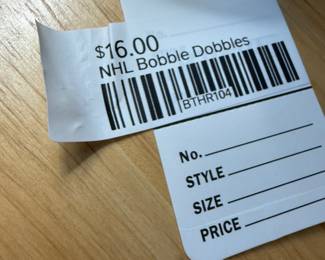 $16.00
NHL Bobble Dobbles
BTHR104
No.
STYLE
SIZE
PRICE